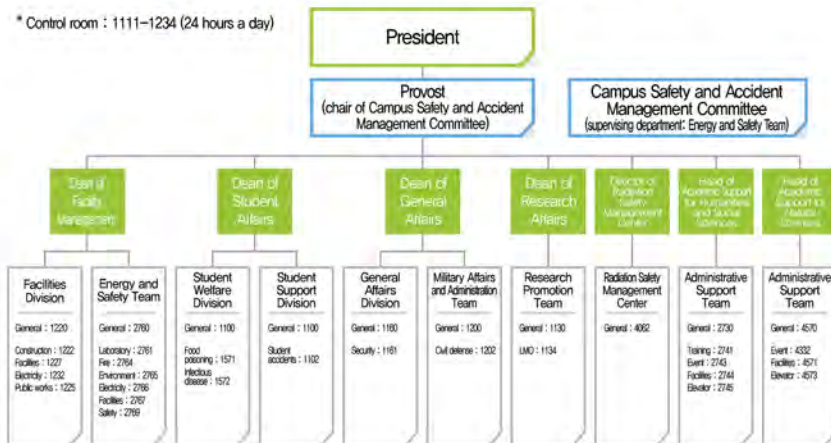 * Control room : 1111-1234 (24 hours a day)
President
Provost
(chair of Campus Safety and Accident
Management Committee)
Campus Safety and Accident
Management Committee
(supervising department: Energy and Safety Team)
Dean of
Facility
Management
Dean of
Student
Affairs
Dean of
General
Affairs
Dean of
Research
Affairs
Director of
Radiation
Safety
Management
Center
Head of
Academic Support
for Humanities
and Social
Sciences
Head of
Academic
Support for
Natural
Sciences
Facilities
Division
General : 1220
Construction : 1222
Facilities : 1227
Electricity : 1232
Public works : 1225
Energy and
Safety Team
General : 2760
Laboratory : 2761
Fire : 2764
Environment : 2765
Electricity : 2766
Facilities : 2767
Safety : 2769
Student
Welfare
Division
General : 1100
Food
poisoning : 1571
Infectious
disease : 1572
Student
Support
Division
General : 1100
Student
accidents : 1102
General
Affairs
Division
General : 1160
Security : 1161
Military Affairs
and Administration
Team
General : 1200
Civil defense : 1202
Research
Promotion
Team
General : 1130
LMO : 1134
Radiation Safety
Management
Center
General : 4062
Administrative
Support
Team
General : 2730
Training : 2741
Event : 2743
Facilities : 2744
Elevator : 2745
Administrative
Support
Team
General : 4570
Event : 4332
Facilities : 4571
Elevator : 4573